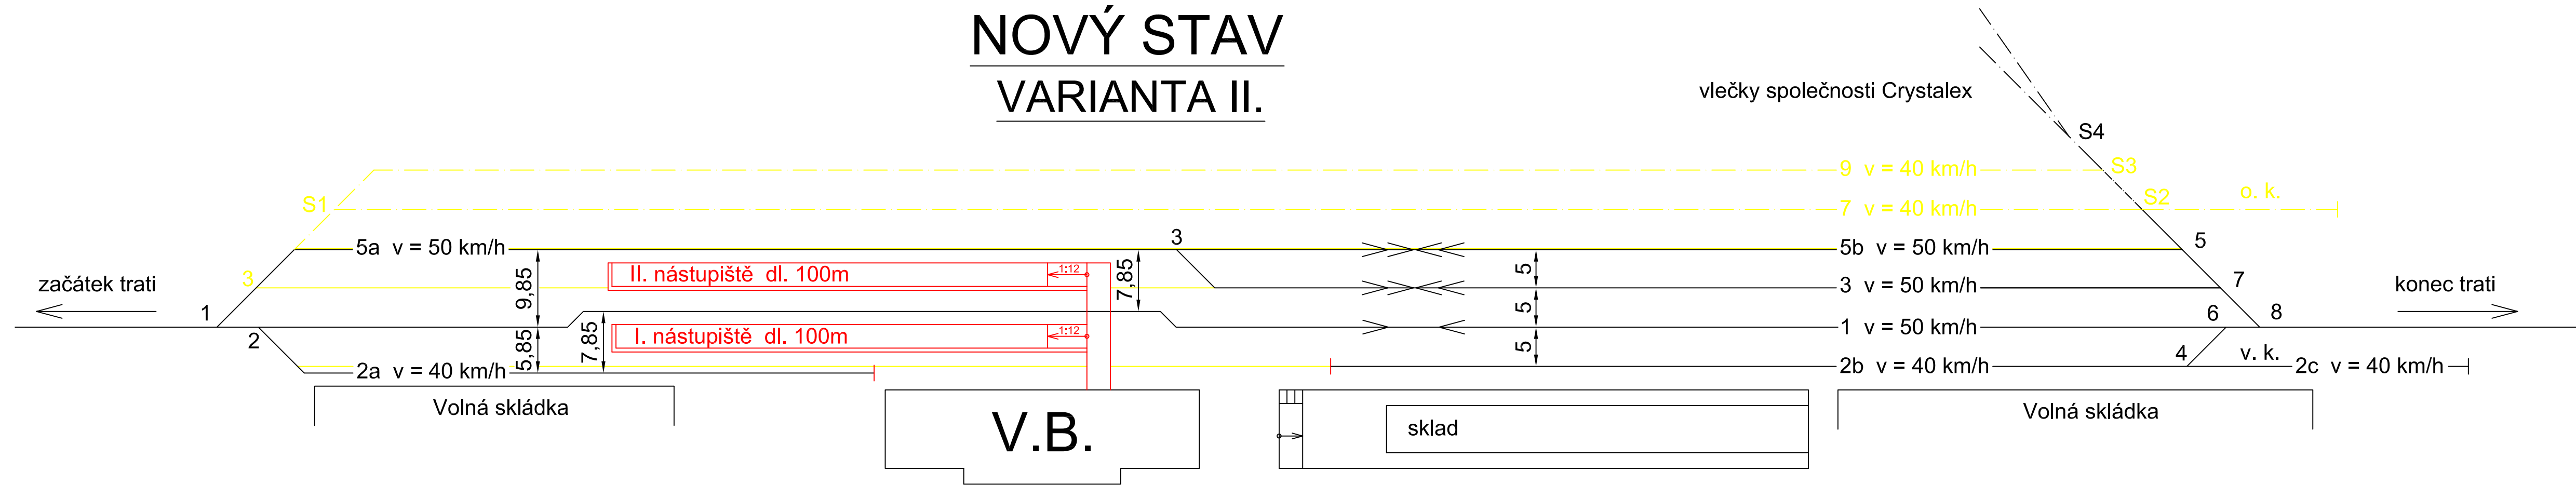 NOVÝ STAV
VARIANTA II.
vlečky společnosti Crystalex
S4
9 v = 40 km/h
S3
S1
7 v = 40 km/h
S2
o. k.
5a v = 50 km/h
3
5b v = 50 km/h
5
začátek trati
3
9,85
II. nástupiště dl. 100m
1:12
7,85
5
3 v = 50 km/h
7
konec trati
1
2
5,85
7,85
I. nástupiště dl. 100m
1:12
5
5
1 v = 50 km/h
6
8
2a v = 40 km/h
2b v = 40 km/h
4
v. k.
2c v = 40 km/h
Volná skládka
V.B.
sklad
Volná skládka